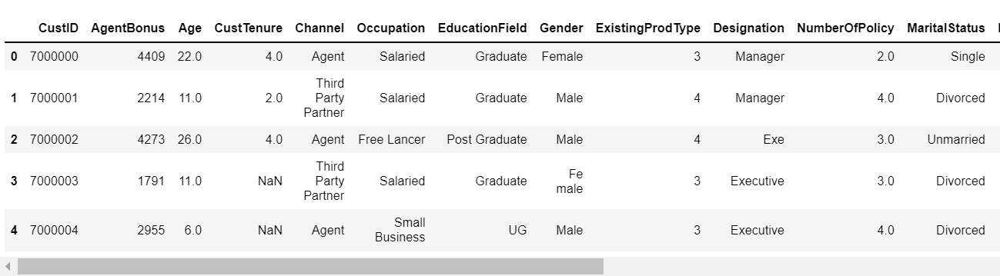 CustID AgentBonus Age CustTenure Channel Occupation EducationField Gender ExistingProdType Designation NumberOfPolicy MaritalStatus
0 7000000 4409 22.0 4.0 Agent Salaried Graduate Female 3 Manager 2.0 Single
1 7000001 2214 11.0 2.0 Third Party Partner Salaried Graduate Male 4 Manager 4.0 Divorced
2 7000002 4273 26.0 4.0 Agent Free Lancer Post Graduate Male 4 Exe 3.0 Unmarried
3 7000003 1791 11.0 NaN Third Party Partner Salaried Graduate Fe male 3 Executive 3.0 Divorced
4 7000004 2955 6.0 NaN Agent Small Business UG Male 3 Executive 4.0 Divorced